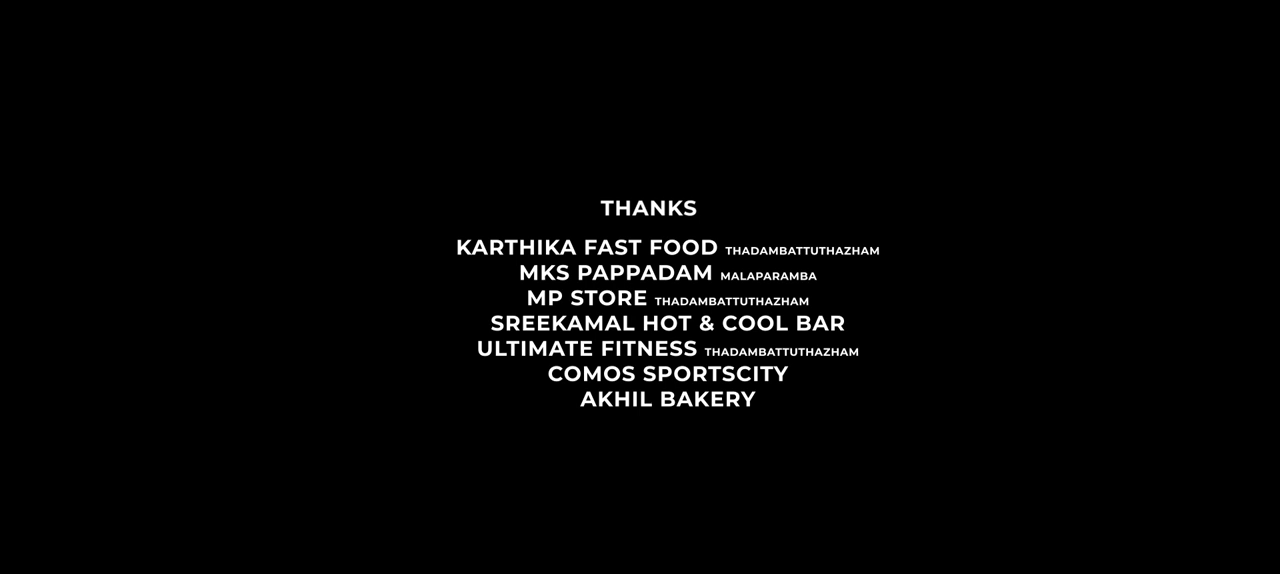 THANKS
KARTHIKA FAST FOOD THADAMBATTUTHAZHAM
MKS PAPPADAM MALAPARAMBA
MP STORE THADAMBATTUTHAZHAM
SREEKAMAL HOT & COOL BAR
ULTIMATE FITNESS THADAMBATTUTHAZHAM
COMOS SPORTSCITY
AKHIL BAKERY